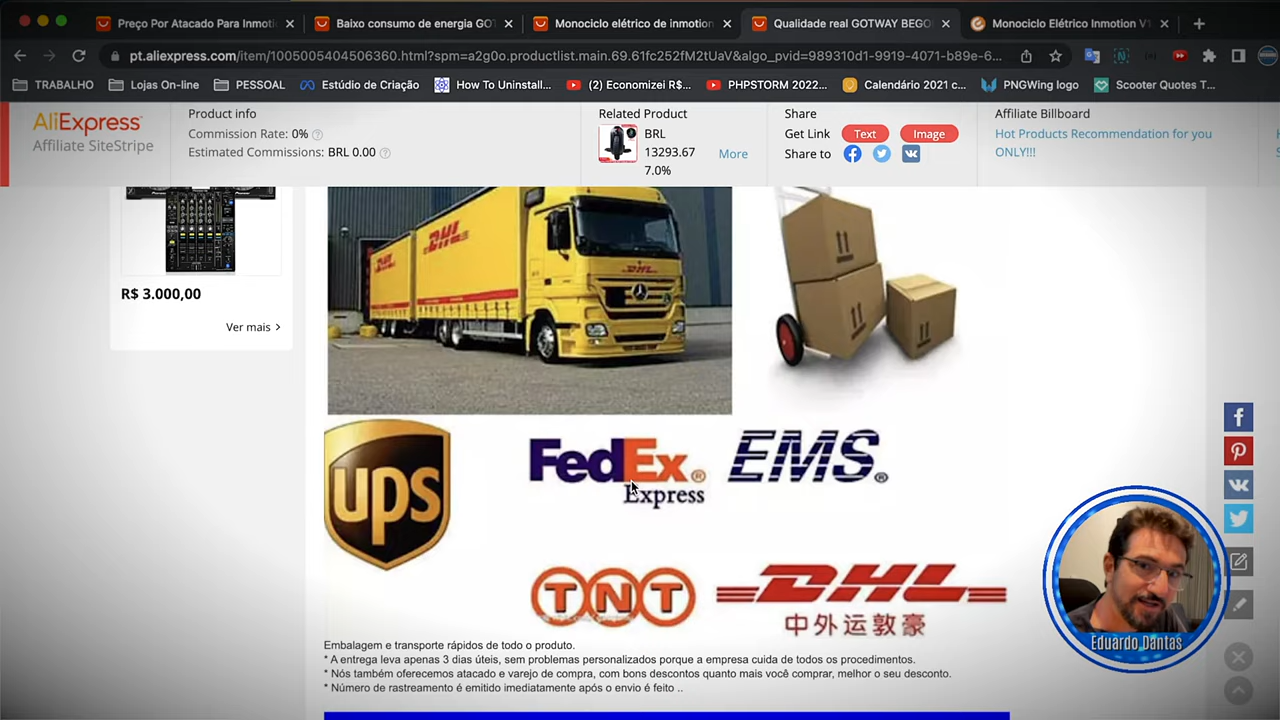 Preço Por Atacado Para Inmoti
Baixo consumo de energia GOT
Monociclo elétrico de inmotion
Qualidade real GOTWAY BEGO
Monociclo Elétrico Inmotion V1
pt.aliexpress.com/item/1005005404506360.html?spm=a2g0o.productlist.main.69.61fc252fM2tUaV&algo_pvid=989310d1-9919-4071-b89e-6...
TRABALHO
Lojas On-line
PESSOAL
Estúdio de Criação
How To Uninstall...
(2) Economizei R$...
PHPSTORM 2022...
Calendário 2021 c...
PNGWing logo
Scooter Quotes T...
AliExpress
Affiliate SiteStripe
Product info
Commission Rate: 0%
Estimated Commissions: BRL 0.00
Related Product
BRL
13293.67
7.0%
More
Share
Get Link
Text
Image
Share to
Affiliate Billboard
Hot Products Recommendation for you
ONLY!!!
R$ 3.000,00
Ver mais
DHL
DHL
DHL
ups
FedEx®
Express
EMS®
TNT
DHL
中外运敦豪
Eduardo Dantas
Embalagem e transporte rápidos de todo o produto.
* A entrega leva apenas 3 dias úteis, sem problemas personalizados porque a empresa cuida de todos os procedimentos.
* Nós também oferecemos atacado e varejo de compra, com bons descontos quanto mais você comprar, melhor o seu desconto.
* Número de rastreamento é emitido imediatamente após o envio é feito ..